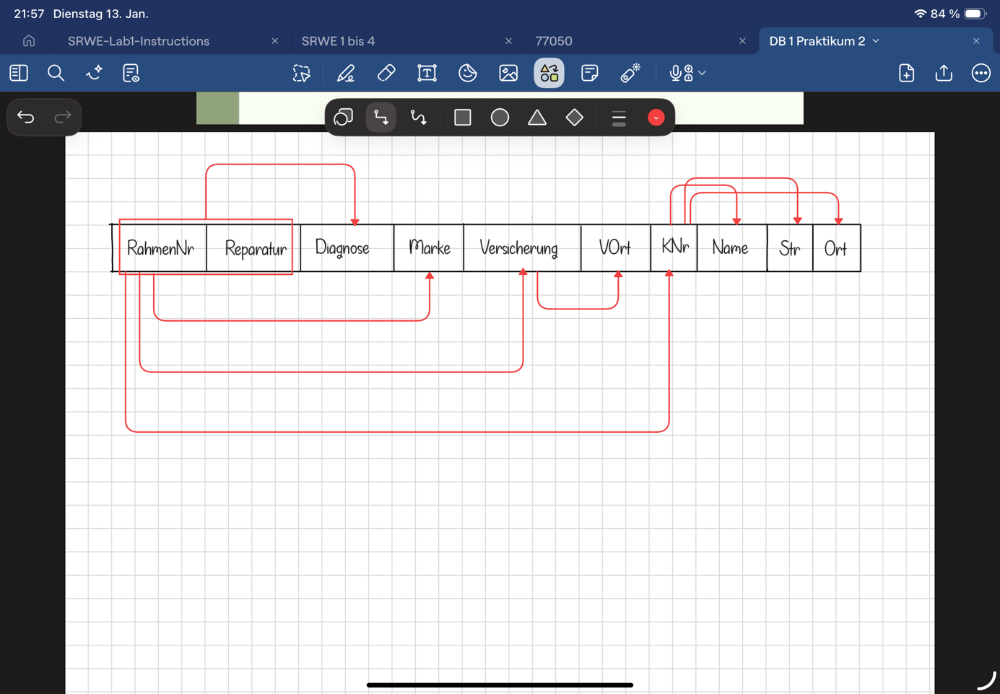 21:57 Dienstag 13. Jan. 84 %
SRWE-Lab1-Instructions SRWE 1 bis 4 77050 DB 1 Praktikum 2
RahmenNr Reparatur Diagnose Marke Versicherung VOrt KNr Name Str Ort